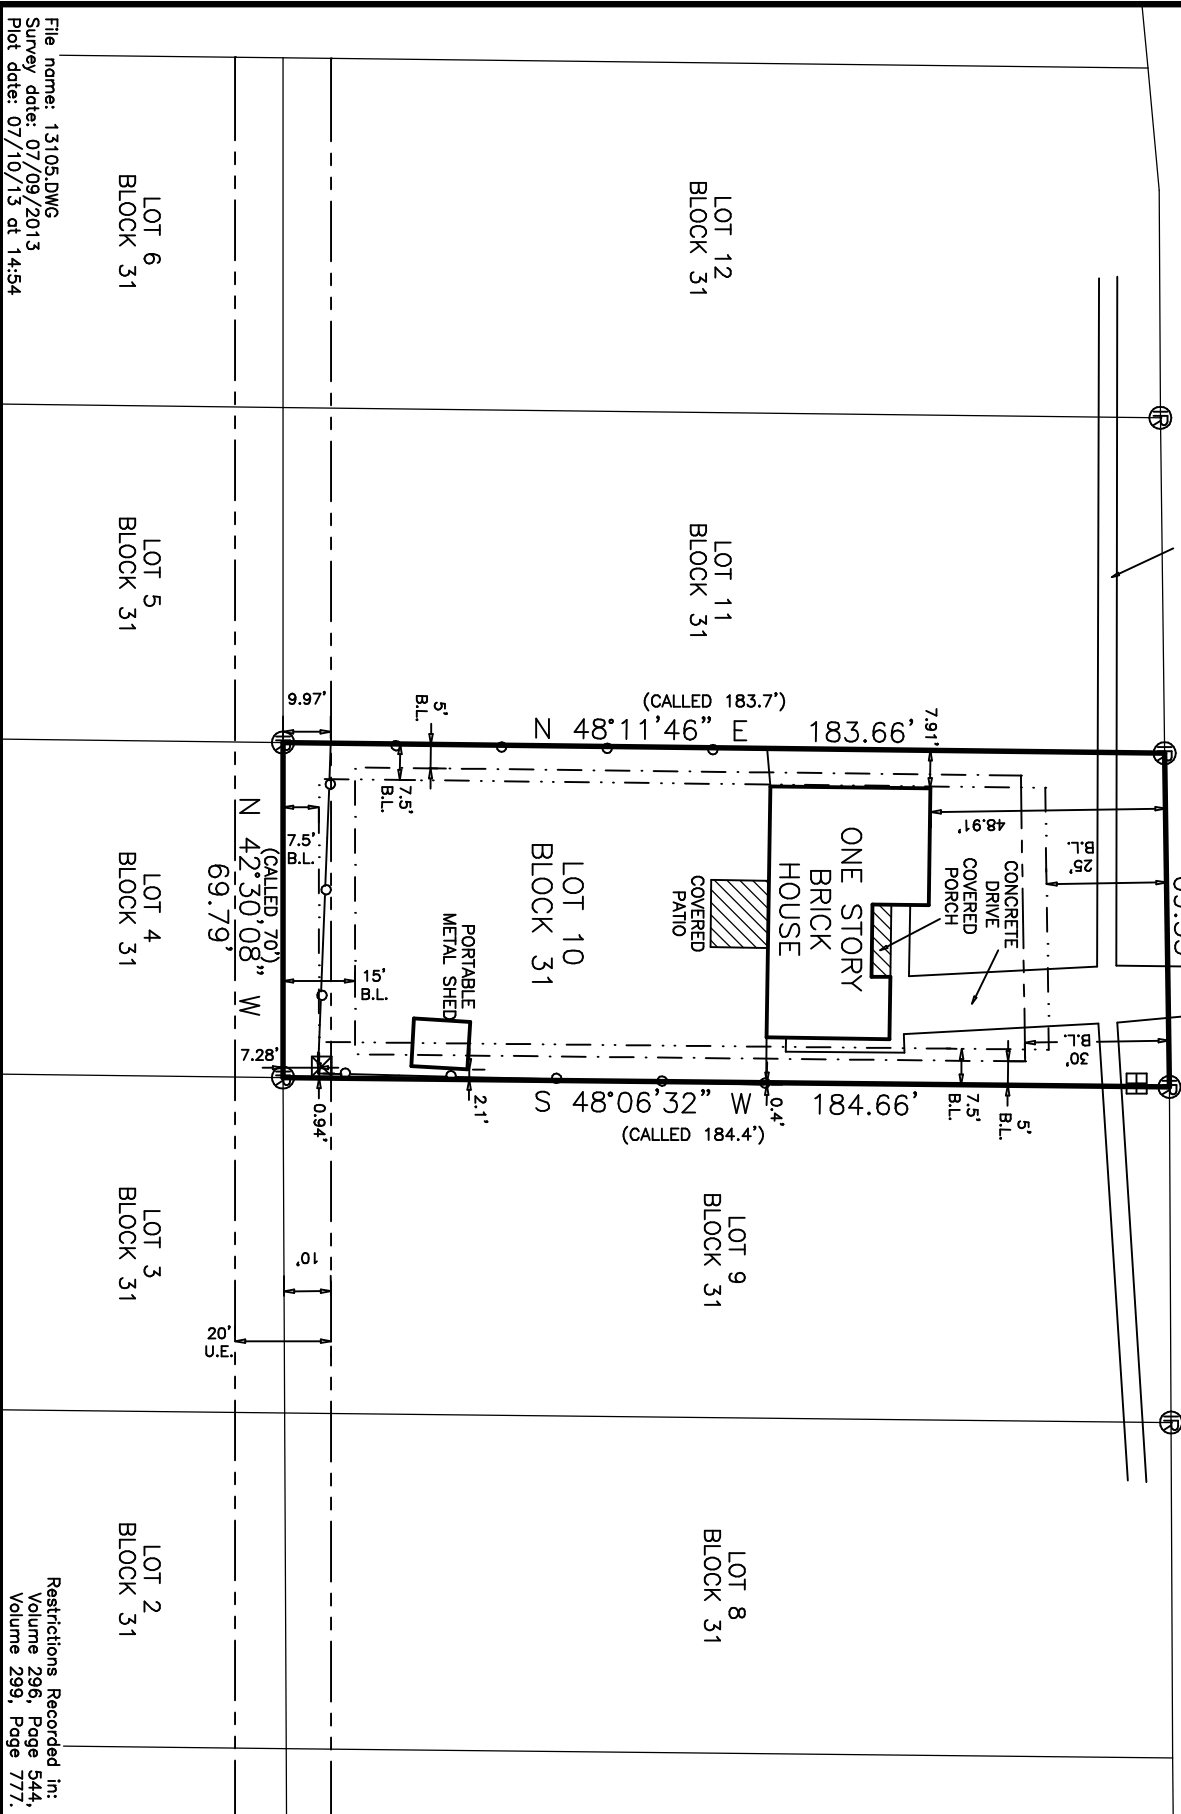 File name: 13105.DWG
Survey date: 07/09/2013
Plot date: 07/10/13 at 14:54
LOT 12
BLOCK 31
LOT 6
BLOCK 31
LOT 11
BLOCK 31
LOT 5
BLOCK 31
(CALLED 183.7')
N 48°11'46" E 183.66'
9.97'
5'
B.L.
7.5'
B.L.
7.91'
48.91'
25'
B.L.
CONCRETE
DRIVE
COVERED
PORCH
ONE STORY
BRICK
HOUSE
COVERED
PATIO
LOT 10
BLOCK 31
PORTABLE
METAL SHED
7.5'
B.L.
15'
B.L.
(CALLED 70')
N 42°30'08" W
69.79'
LOT 4
BLOCK 31
7.28'
0.94'
2.1'
S 48°06'32" W 184.66'
(CALLED 184.4')
0.4'
7.5'
B.L.
5'
B.L.
30'
B.L.
LOT 9
BLOCK 31
LOT 3
BLOCK 31
10'
20'
U.E.
LOT 8
BLOCK 31
LOT 2
BLOCK 31
IR
IR
IR
IR
IR
IR
Restrictions Recorded in:
Volume 296, Page 544,
Volume 299, Page 777.